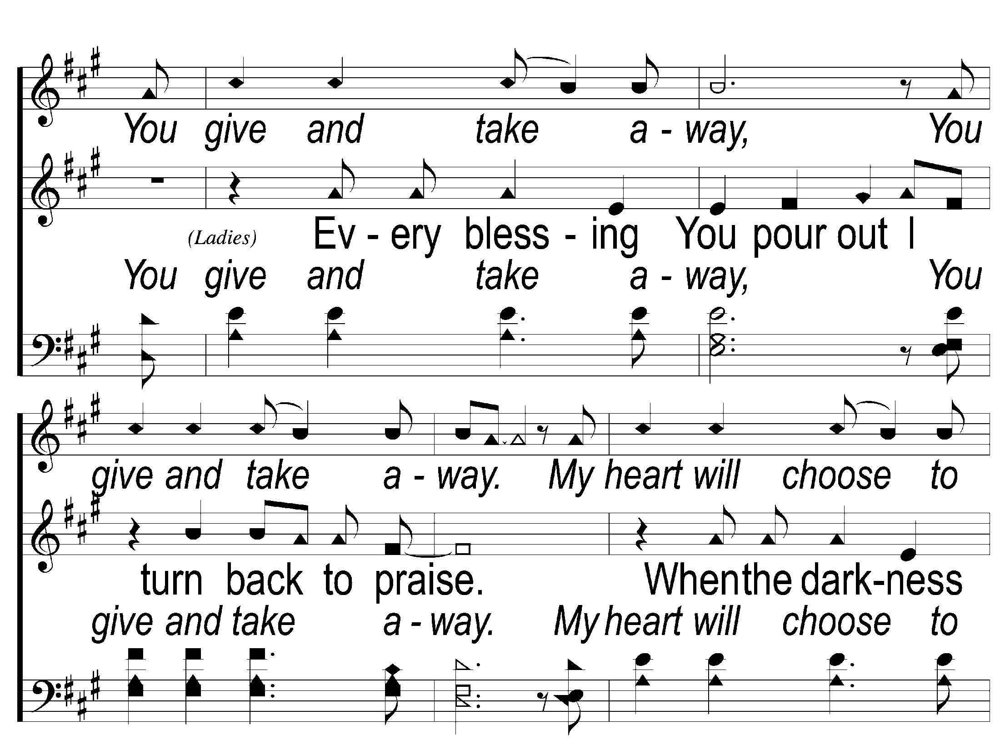 You give and take a - way, You
(Ladies) Ev - ery bless - ing You pour out I
You give and take a - way, You
give and take a - way. My heart will choose to
turn back to praise. When the dark-ness
give and take a - way. My heart will choose to